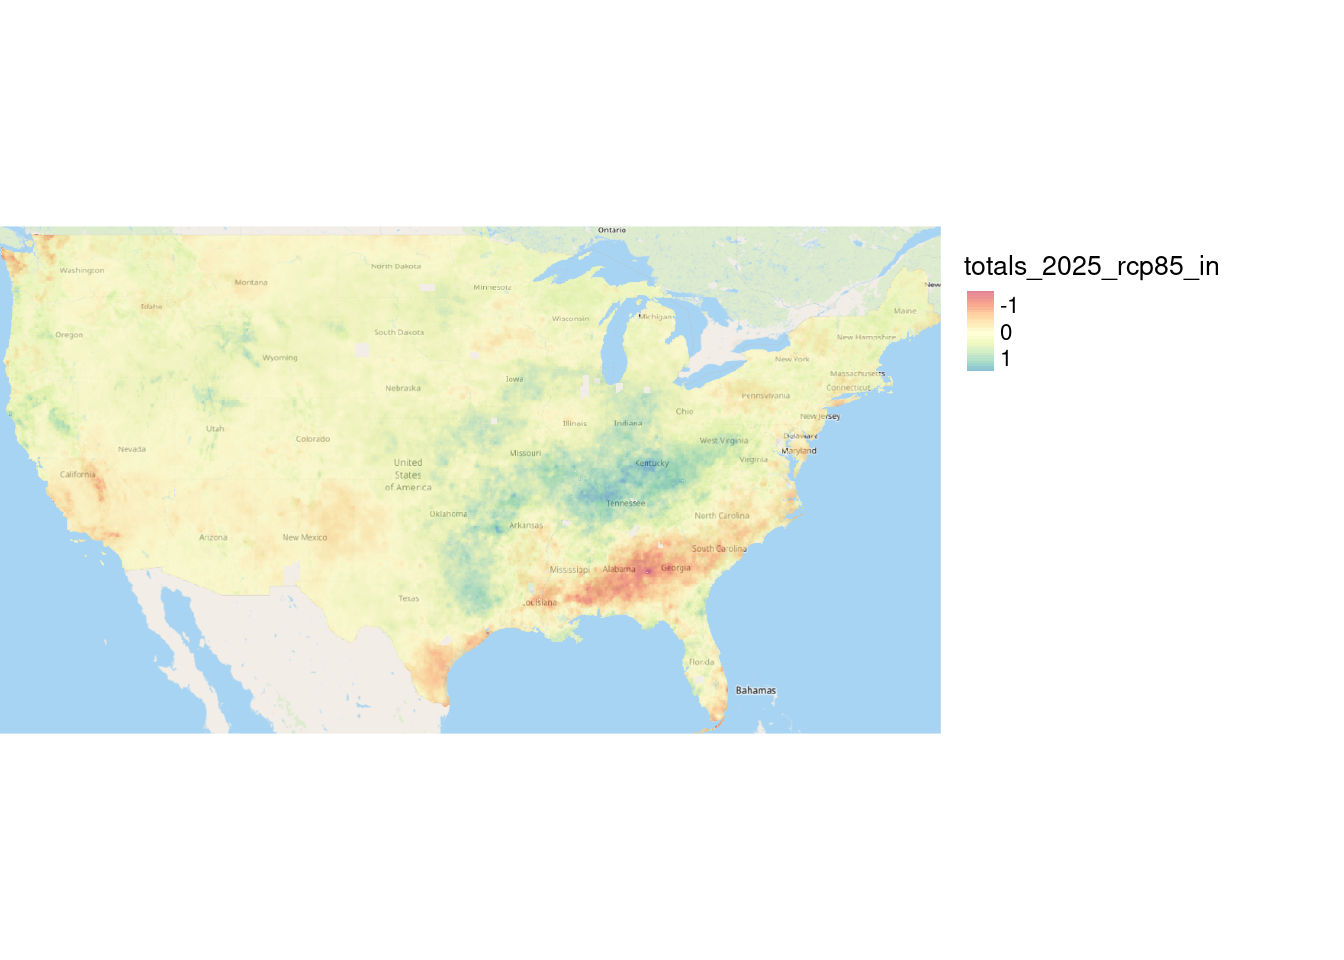 Ontario
Washington
North Dakota
Montana
Minnesota
New
Idaho
Maine
Wisconsin
Michigan
Oregon
South Dakota
New Hampshire
Wyoming
New York
Massachusetts
Iowa
Nebraska
Connecticut
Pennsylvania
Ohio
New Jersey
Illinois
Indiana
Utah
Colorado
Delaware
West Virginia
Nevada
Maryland
Missouri
United
States
of America
Kentucky
Virginia
California
Tennessee
Oklahoma
North Carolina
Arkansas
Arizona
New Mexico
South Carolina
Mississippi
Alabama
Georgia
Texas
Louisiana
Florida
Bahamas
totals_2025_rcp85_in
-1
0
1